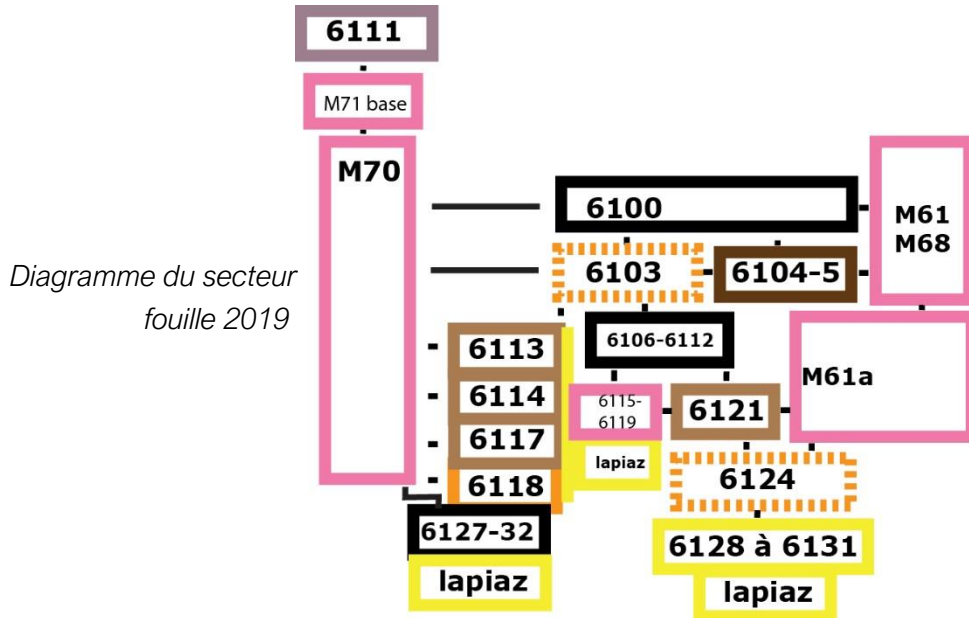 6111
M71 base
M70
6100
M61
M68
Diagramme du secteur
fouille 2019
6103
6104-5
6113
6106-6112
M61a
6114
6115-
6119
6121
6117
lapiaz
6118
6124
6127-32
6128 à 6131
lapiaz
lapiaz